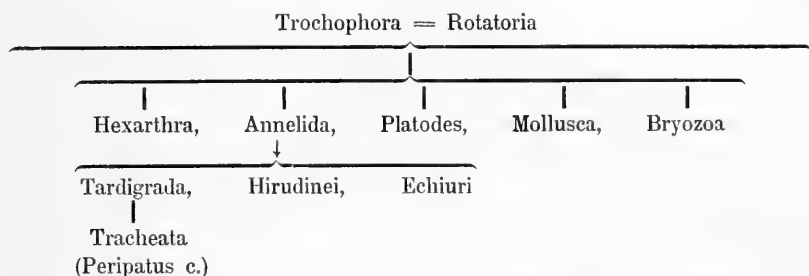 Trochophora = Rotatoria
Hexarthra, Annelida, Platodes, Mollusca, Bryozoa
Tardigrada, Hirudinei, Echiuri
Tracheata
(Peripatus c.)